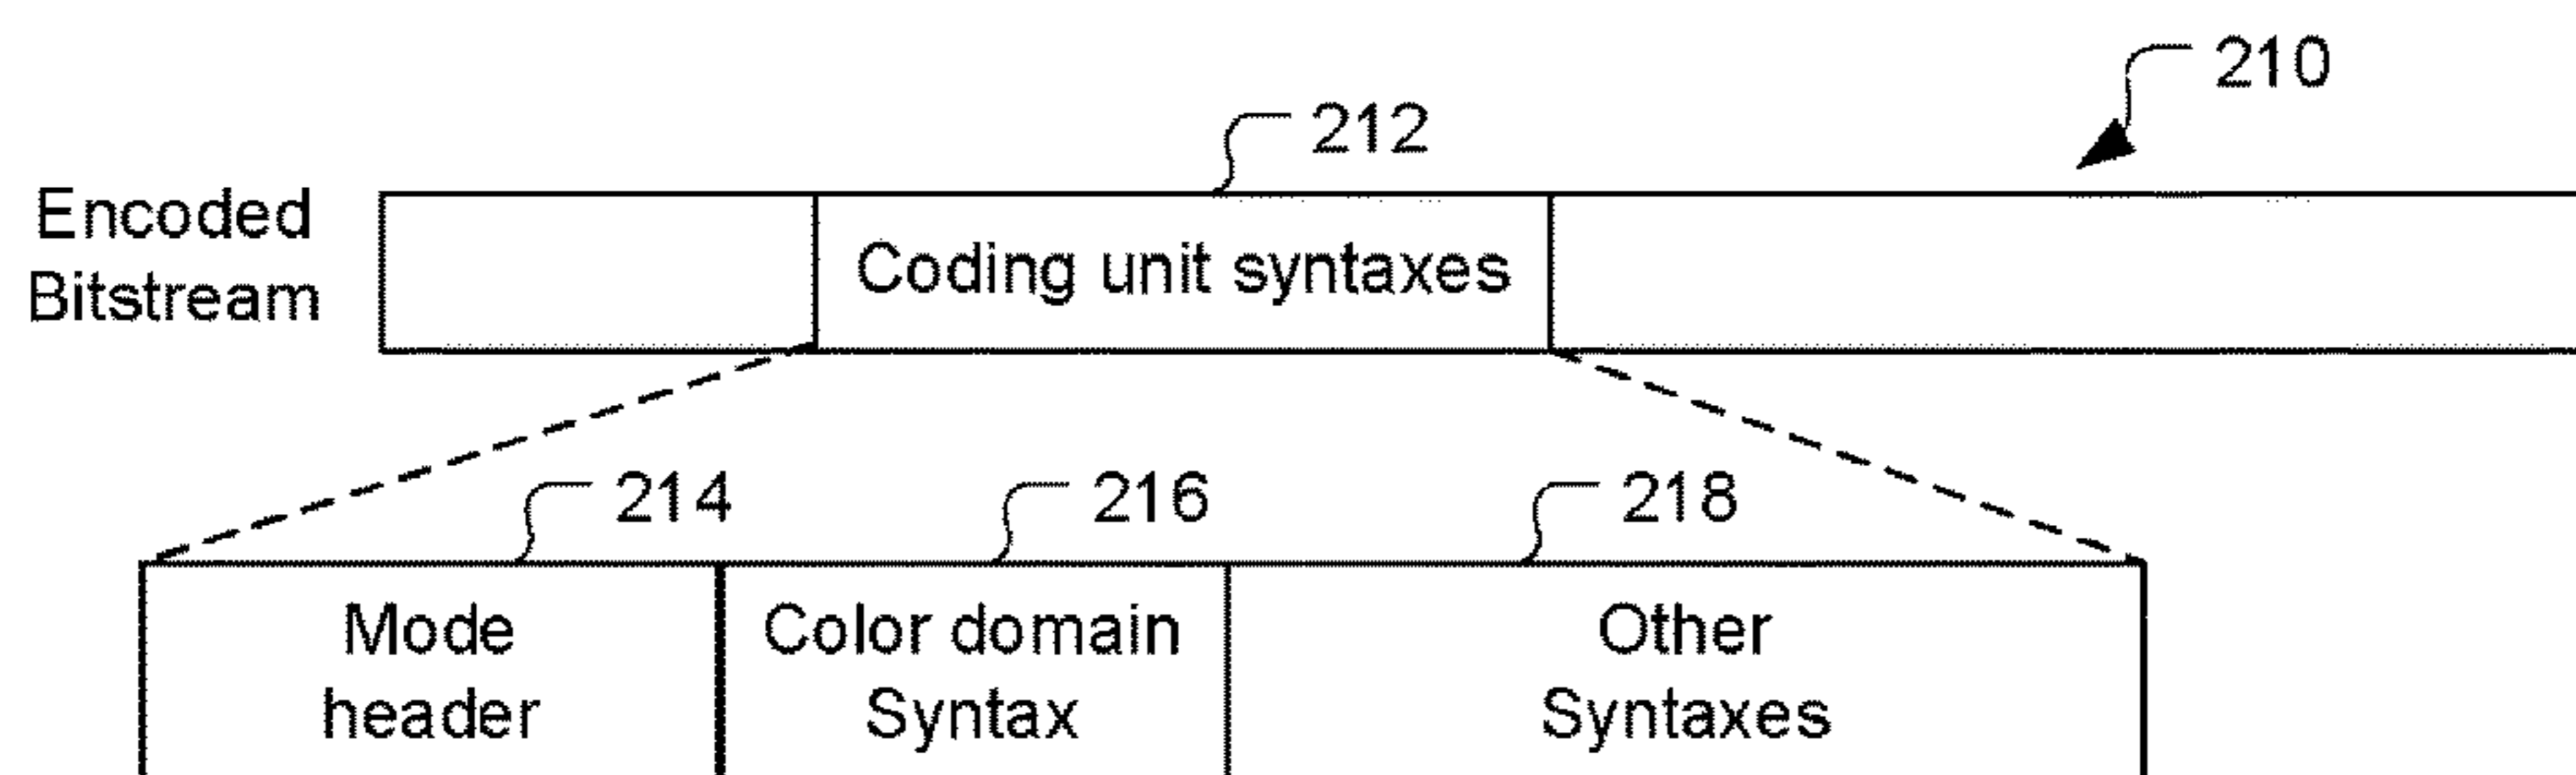 210
212
Encoded
Bitstream
Coding unit syntaxes
214
216
218
Mode
header
Color domain
Syntax
Other
Syntaxes